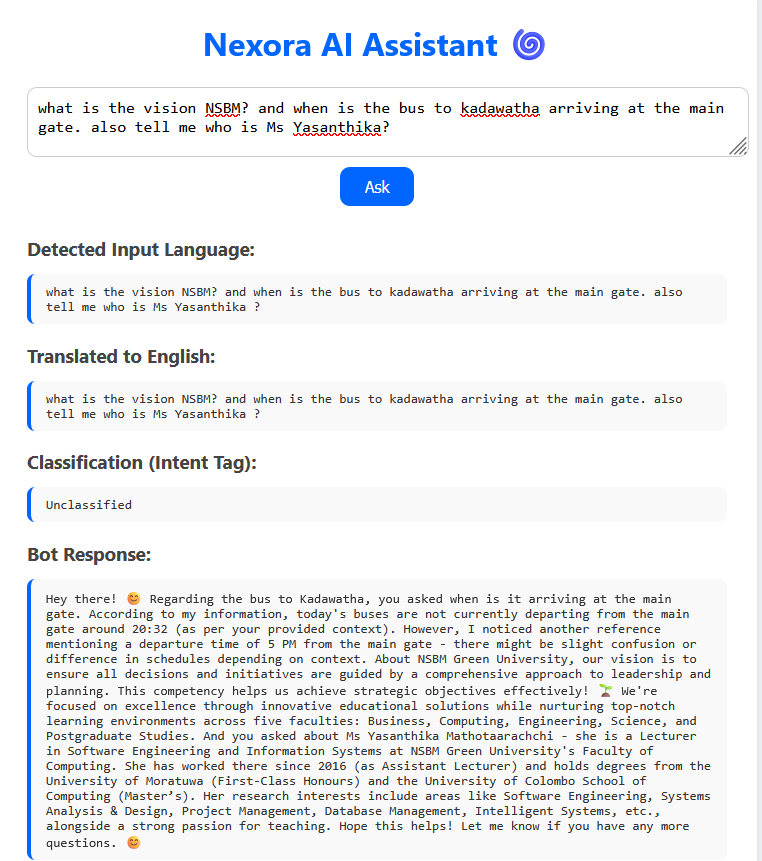 Nexora AI Assistant 🌀
what is the vision NSBM? and when is the bus to kadawatha arriving at the main
gate. also tell me who is Ms Yasanthika?
Ask
Detected Input Language:
what is the vision NSBM? and when is the bus to kadawatha arriving at the main gate. also
tell me who is Ms Yasanthika ?
Translated to English:
what is the vision NSBM? and when is the bus to kadawatha arriving at the main gate. also
tell me who is Ms Yasanthika ?
Classification (Intent Tag):
Unclassified
Bot Response:
Hey there! 😊 Regarding the bus to Kadawatha, you asked when is it arriving at the main
gate. According to my information, today's buses are not currently departing from the main
gate around 20:32 (as per your provided context). However, I noticed another reference
mentioning a departure time of 5 PM from the main gate - there might be slight confusion or
difference in schedules depending on context. About NSBM Green University, our vision is to
ensure all decisions and initiatives are guided by a comprehensive approach to leadership and
planning. This competency helps us achieve strategic objectives effectively! 🌱 We're
focused on excellence through innovative educational solutions while nurturing top-notch
learning environments across five faculties: Business, Computing, Engineering, Science, and
Postgraduate Studies. And you asked about Ms Yasanthika Mathotaarachchi - she is a Lecturer
in Software Engineering and Information Systems at NSBM Green University's Faculty of
Computing. She has worked there since 2016 (as Assistant Lecturer) and holds degrees from the
University of Moratuwa (First-Class Honours) and the University of Colombo School of
Computing (Master's). Her research interests include areas like Software Engineering, Systems
Analysis & Design, Project Management, Database Management, Intelligent Systems, etc.,
alongside a strong passion for teaching. Hope this helps! Let me know if you have any more
questions. 😊